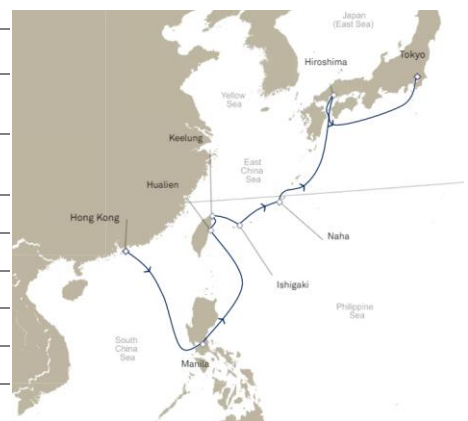 Japan
(East Sea)
Tokyo
Hiroshima
Yellow
Sea
Keelung
East
China
Sea
Hualien
Hong Kong
Naha
Ishigaki
Philippine
Sea
South
China
Sea
Manila